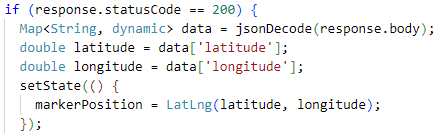 if (response.statusCode == 200) {
Map<String, dynamic> data = jsonDecode(response.body);
double latitude = data['latitude'];
double longitude = data['longitude'];
setState(() {
markerPosition = LatLng(latitude, longitude);
});